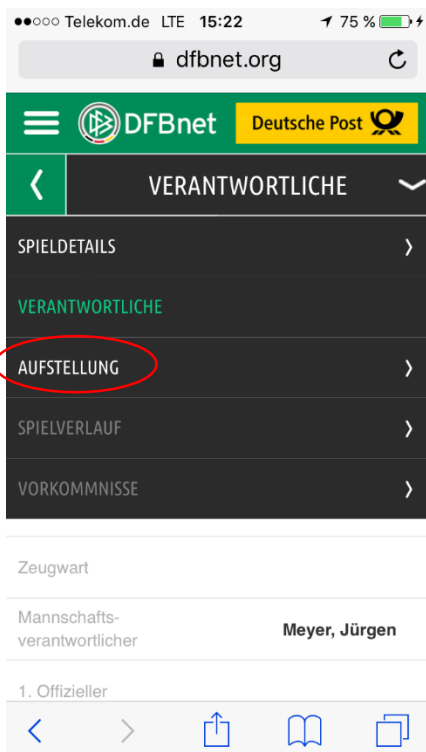 Telekom.de LTE 15:22 75 %
dfbnet.org
DFBnet Deutsche Post
VERANTWORTLICHE
SPIELDETAILS
VERANTWORTLICHE
AUFSTELLUNG
SPIELVERLAUF
VORKOMMNISSE
Zeugwart
Mannschafts-
verantwortlicher Meyer, Jürgen
1. Offizieller